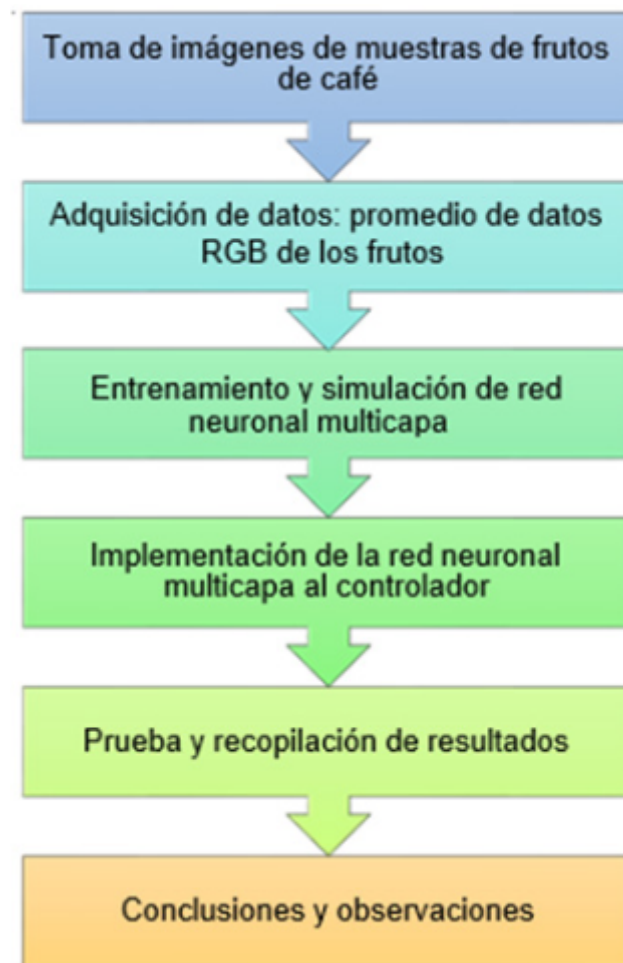 Toma de imágenes de muestras de frutos
de café
Adquisición de datos: promedio de datos
RGB de los frutos
Entrenamiento y simulación de red
neuronal multicapa
Implementación de la red neuronal
multicapa al controlador
Prueba y recopilación de resultados
Conclusiones y observaciones